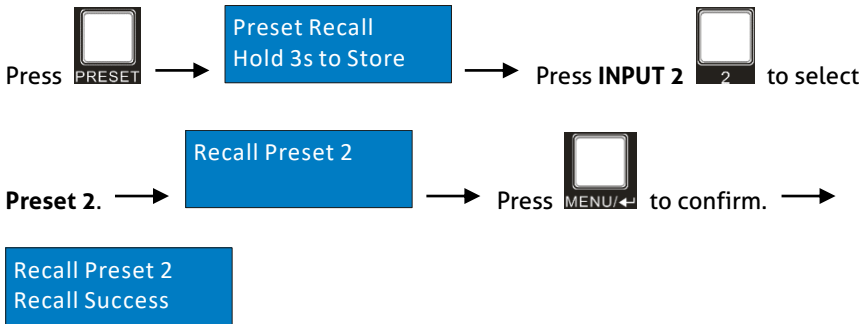 Press PRESET Preset Recall
Hold 3s to Store Press INPUT 2 2 to select
Preset 2. Recall Preset 2 Press MENU/↵ to confirm.
Recall Preset 2
Recall Success